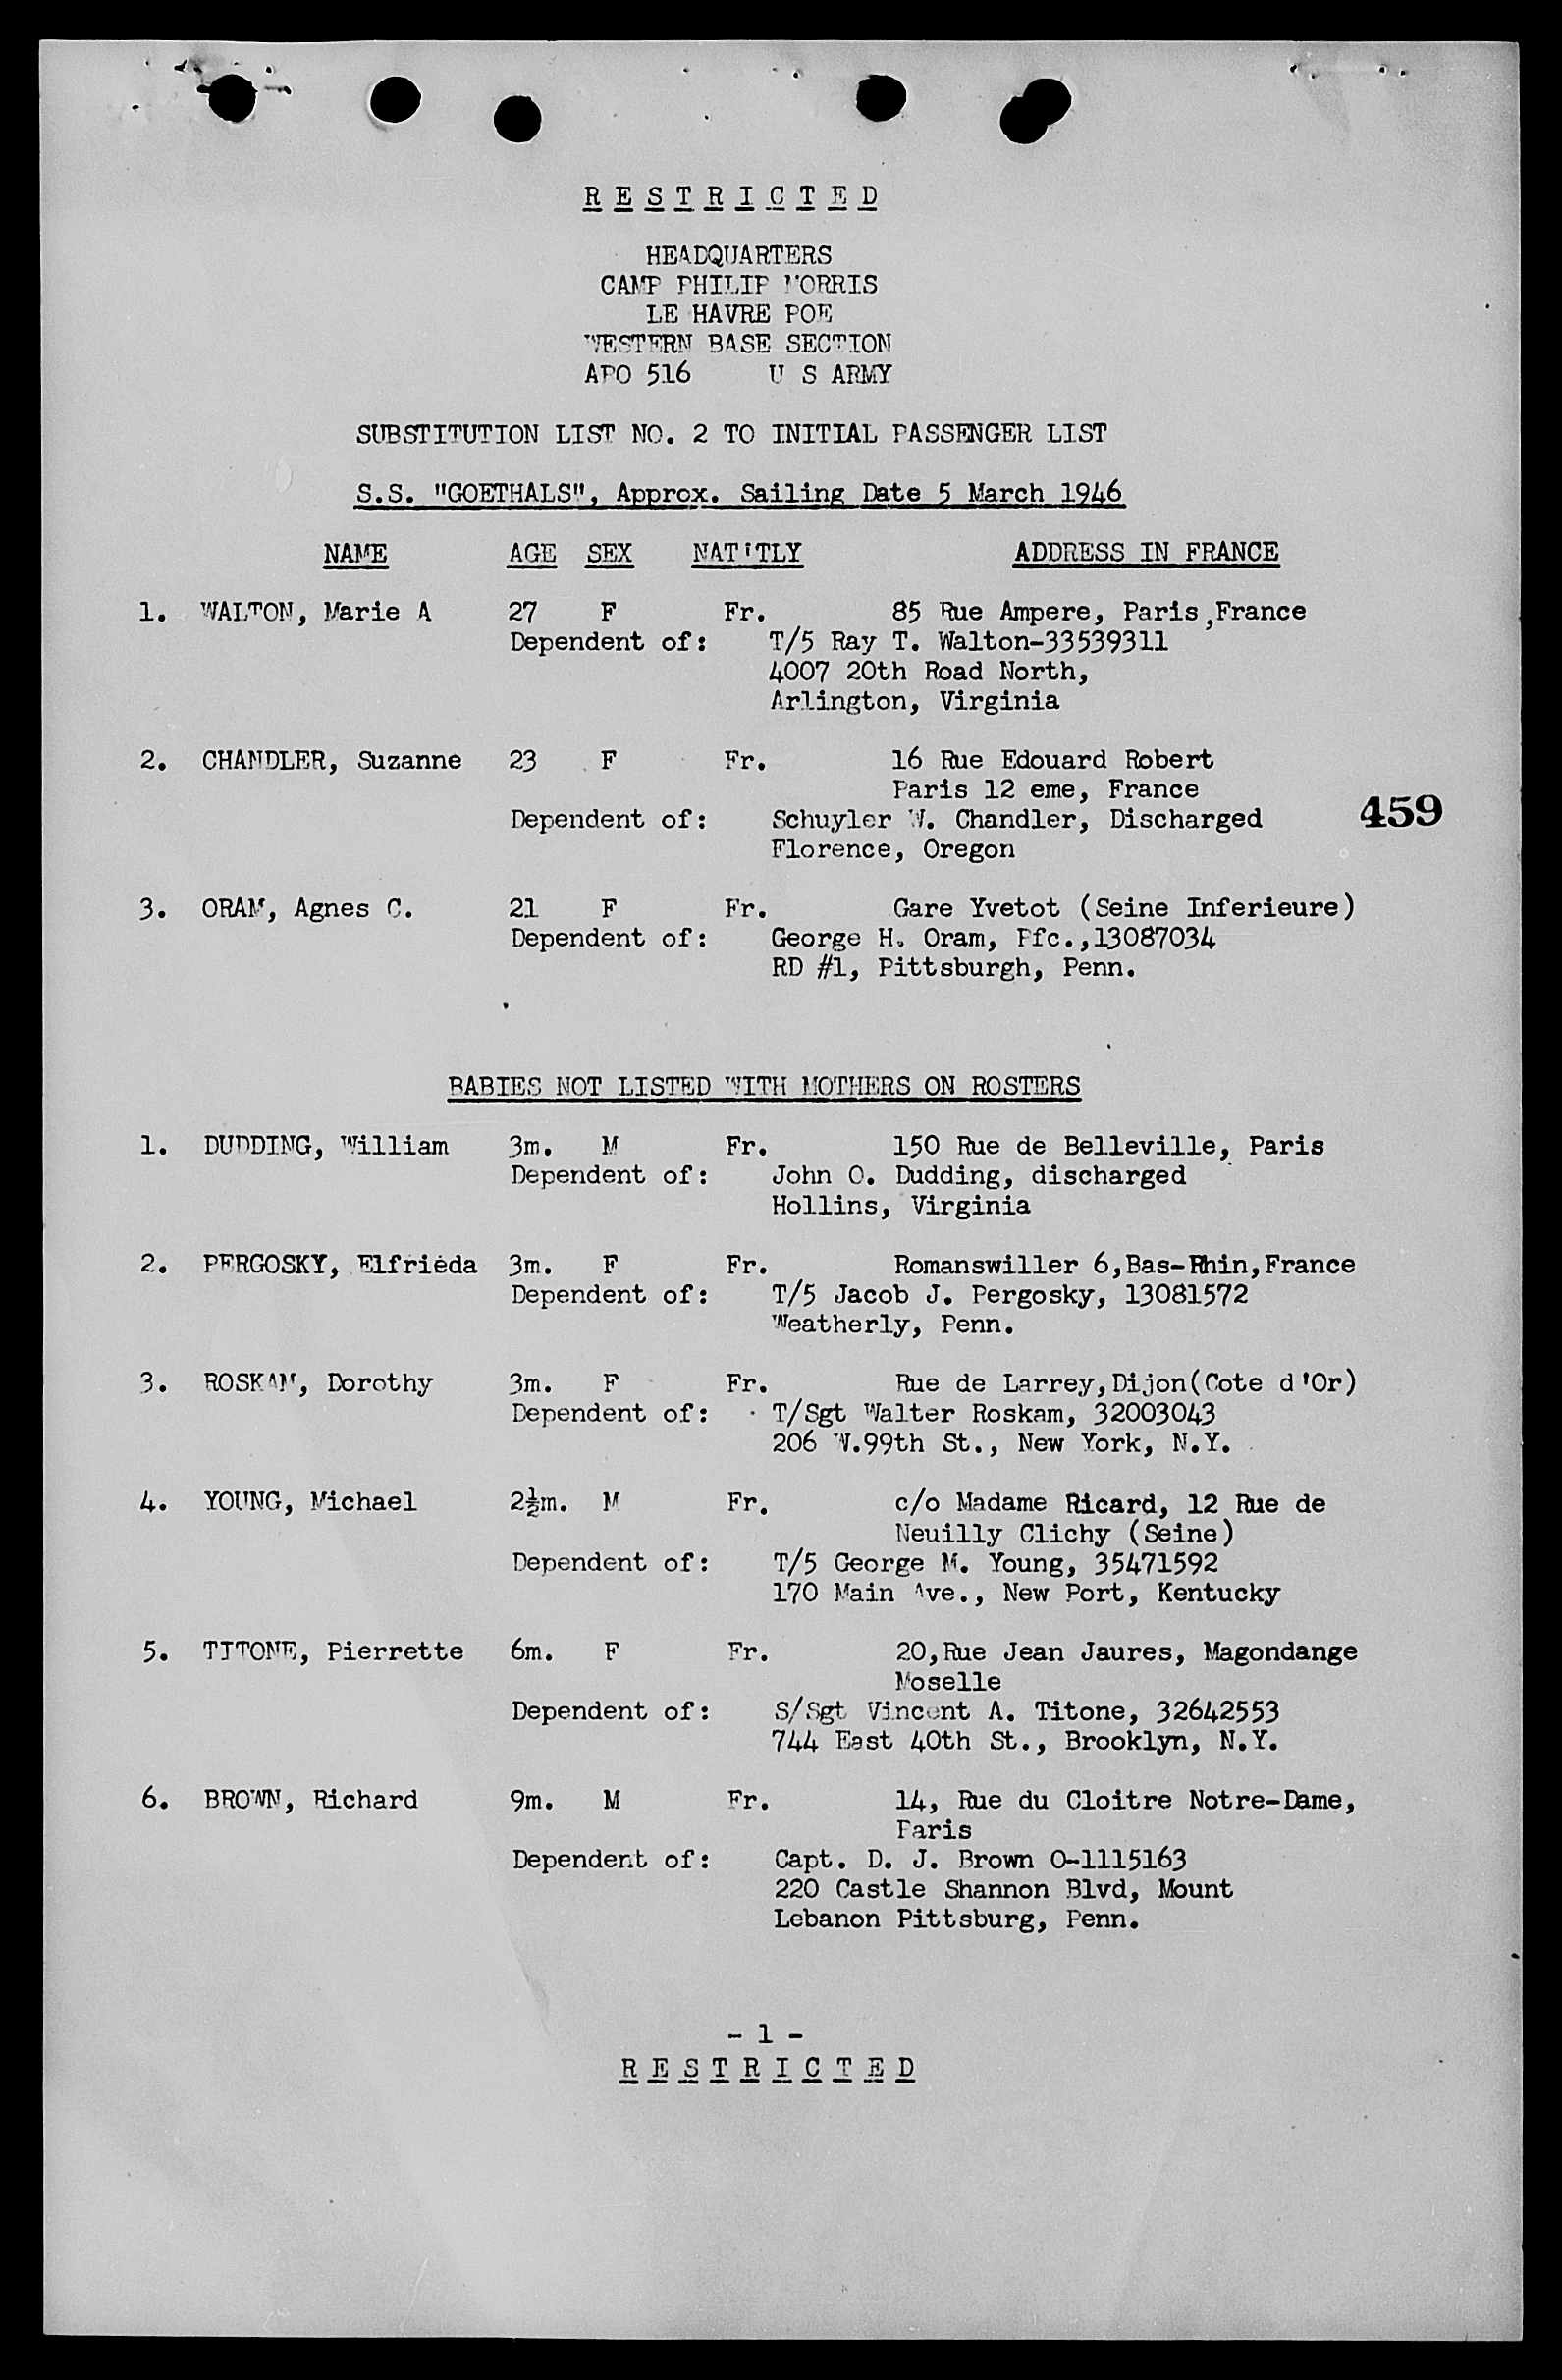 RESTRICTED
HEADQUARTERS
CAMP PHILIP MORRIS
LE HAVRE POE
WESTERN BASE SECTION
APO 516 U S ARMY
SUBSTITUTION LIST NO. 2 TO INITIAL PASSENGER LIST
S.S. "GOETHALS", Approx. Sailing Date 5 March 1946
NAME AGE SEX NAT'TLY ADDRESS IN FRANCE
1. WALTON, Marie A 27 F Fr. 85 Rue Ampere, Paris,France
Dependent of: T/5 Ray T. Walton-33539311
4007 20th Road North,
Arlington, Virginia
2. CHANDLER, Suzanne 23 F Fr. 16 Rue Edouard Robert
Paris 12 eme, France
Dependent of: Schuyler W. Chandler, Discharged
Florence, Oregon
459
3. ORAM, Agnes C. 21 F Fr. Gare Yvetot (Seine Inferieure)
Dependent of: George H. Oram, Pfc.,13087034
RD #1, Pittsburgh, Penn.
BABIES NOT LISTED WITH MOTHERS ON ROSTERS
1. DUDDING, William 3m. M Fr. 150 Rue de Belleville, Paris
Dependent of: John O. Dudding, discharged
Hollins, Virginia
2. PERGOSKY, Elfrieda 3m. F Fr. Romanswiller 6,Bas-Rhin,France
Dependent of: T/5 Jacob J. Pergosky, 13081572
Weatherly, Penn.
3. ROSKAM, Dorothy 3m. F Fr. Rue de Larrey,Dijon(Cote d'Or)
Dependent of: T/Sgt Walter Roskam, 32003043
206 W.99th St., New York, N.Y.
4. YOUNG, Michael 2½m. M Fr. c/o Madame Ricard, 12 Rue de
Neuilly Clichy (Seine)
Dependent of: T/5 George M. Young, 35471592
170 Main Ave., New Port, Kentucky
5. TITONE, Pierrette 6m. F Fr. 20,Rue Jean Jaures, Magondange
Moselle
Dependent of: S/Sgt Vincent A. Titone, 32642553
744 East 40th St., Brooklyn, N.Y.
6. BROWN, Richard 9m. M Fr. 14, Rue du Cloitre Notre-Dame,
Paris
Dependent of: Capt. D. J. Brown O-1115163
220 Castle Shannon Blvd, Mount
Lebanon Pittsburg, Penn.
- 1 -
RESTRICTED